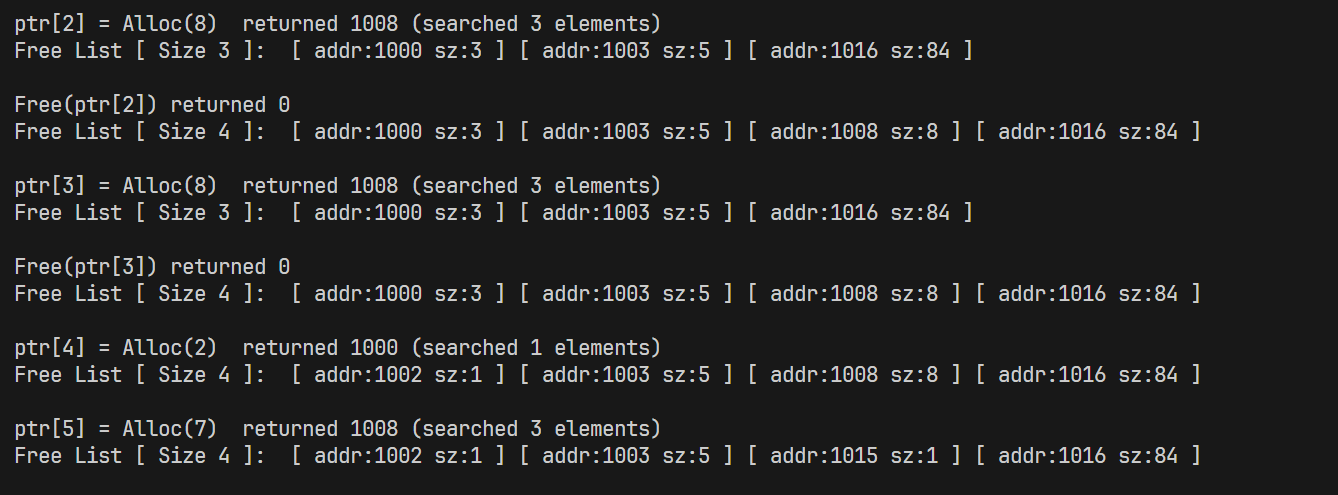 ptr[2] = Alloc(8)  returned 1008 (searched 3 elements)
Free List [ Size 3 ]:  [ addr:1000 sz:3 ] [ addr:1003 sz:5 ] [ addr:1016 sz:84 ]

Free(ptr[2]) returned 0
Free List [ Size 4 ]:  [ addr:1000 sz:3 ] [ addr:1003 sz:5 ] [ addr:1008 sz:8 ] [ addr:1016 sz:84 ]

ptr[3] = Alloc(8)  returned 1008 (searched 3 elements)
Free List [ Size 3 ]:  [ addr:1000 sz:3 ] [ addr:1003 sz:5 ] [ addr:1016 sz:84 ]

Free(ptr[3]) returned 0
Free List [ Size 4 ]:  [ addr:1000 sz:3 ] [ addr:1003 sz:5 ] [ addr:1008 sz:8 ] [ addr:1016 sz:84 ]

ptr[4] = Alloc(2)  returned 1000 (searched 1 elements)
Free List [ Size 4 ]:  [ addr:1002 sz:1 ] [ addr:1003 sz:5 ] [ addr:1008 sz:8 ] [ addr:1016 sz:84 ]

ptr[5] = Alloc(7)  returned 1008 (searched 3 elements)
Free List [ Size 4 ]:  [ addr:1002 sz:1 ] [ addr:1003 sz:5 ] [ addr:1015 sz:1 ] [ addr:1016 sz:84 ]